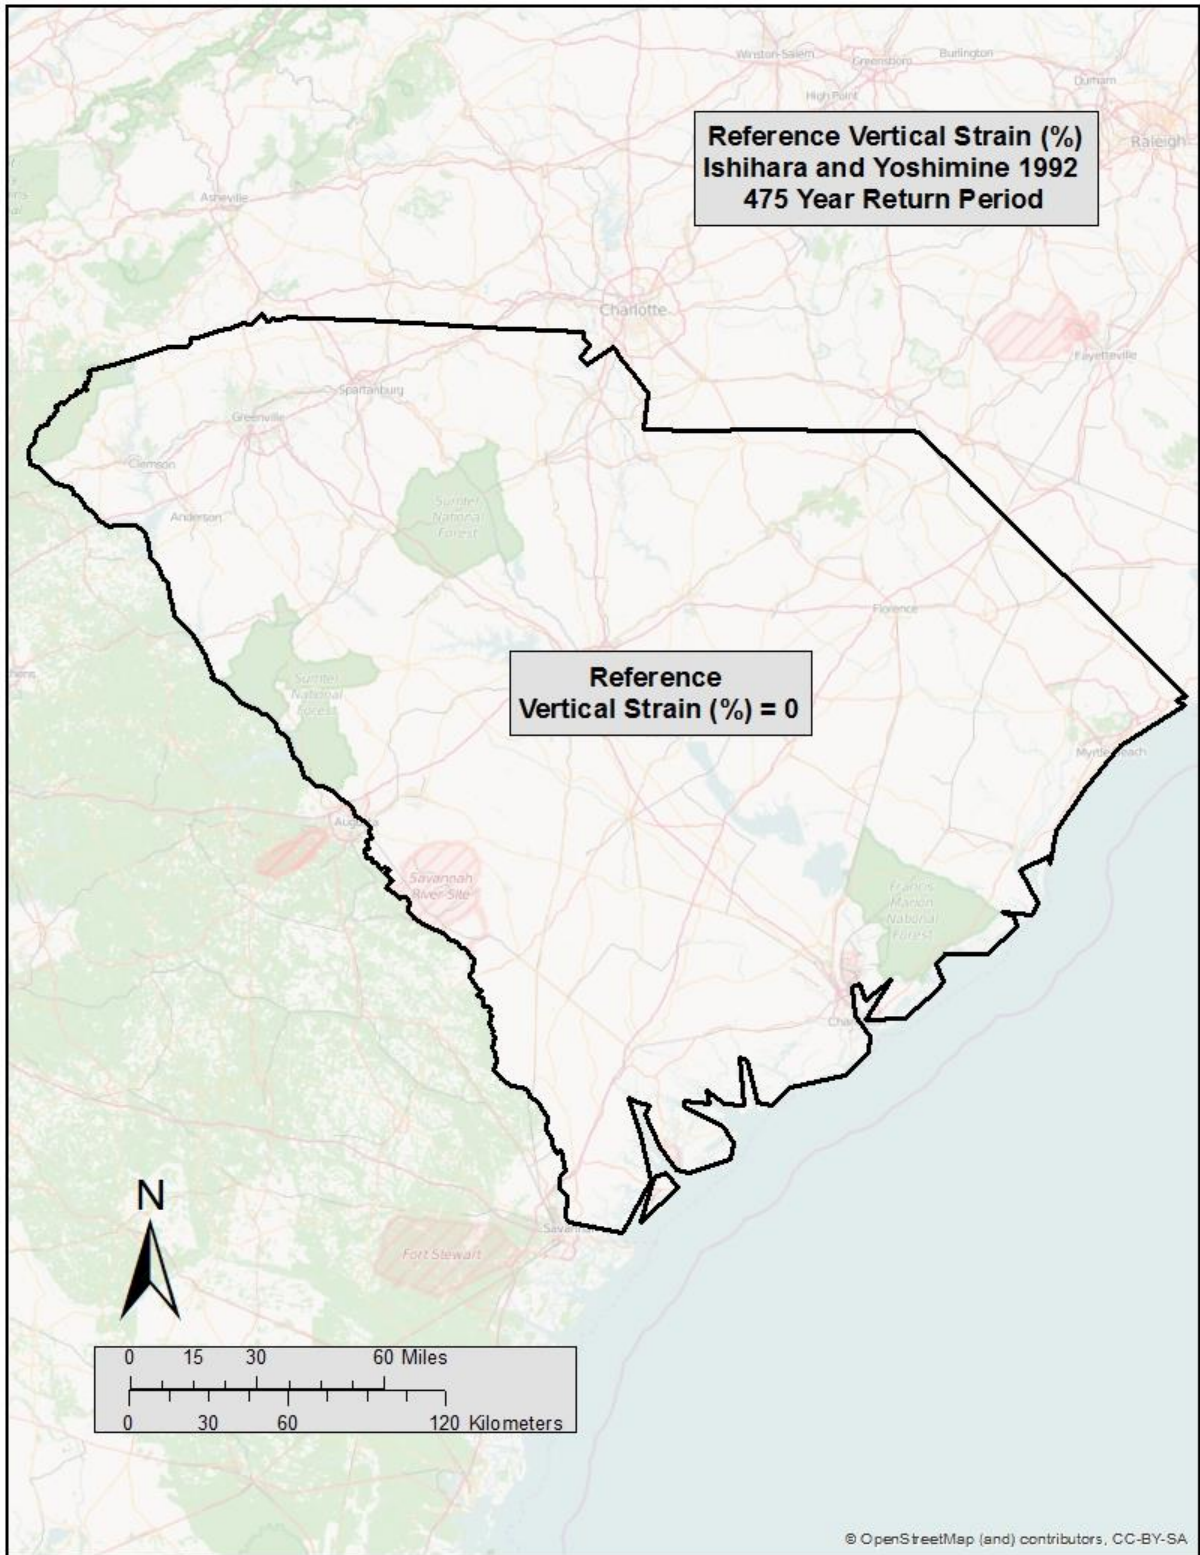 Winston-Salem
Greensboro
Burlington
High Point
Durham
Raleigh
Reference Vertical Strain (%)
Ishihara and Yoshimine 1992
475 Year Return Period
Asheville
Charlotte
Fayetteville
Spartanburg
Greenville
Clemson
Anderson
Sumter
National
Forest
Florence
Reference
Vertical Strain (%) = 0
Sumter
National
Forest
Myrtle Beach
Savannah
River Site
Francis
Marion
National
Forest
N
Fort Stewart
0 15 30 60 Miles
0 30 60 120 Kilometers
© OpenStreetMap (and) contributors, CC-BY-SA